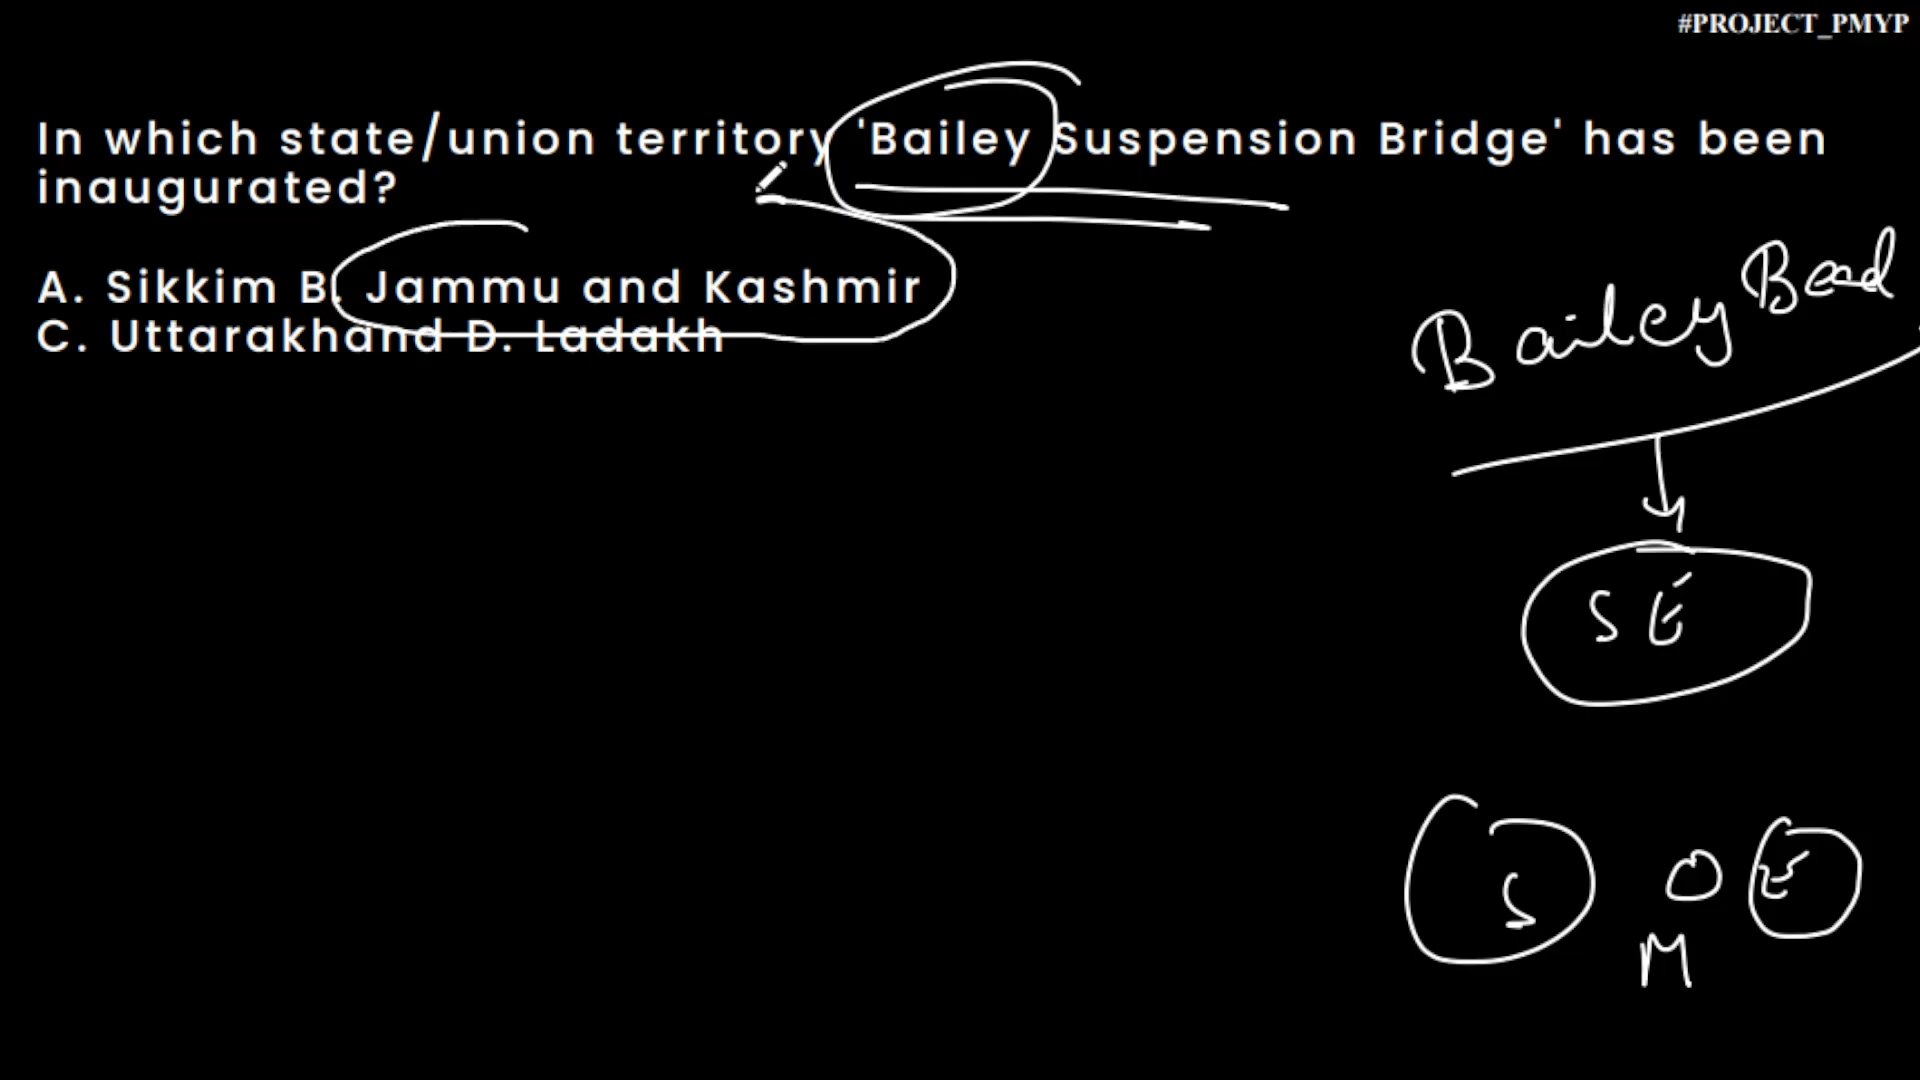 #PROJECT_PMYP
In which state/union territory 'Bailey Suspension Bridge' has been
inaugurated?
A. Sikkim B. Jammu and Kashmir
C. Uttarakhand D. Ladakh
Bailey Bead
S E
S O E
M